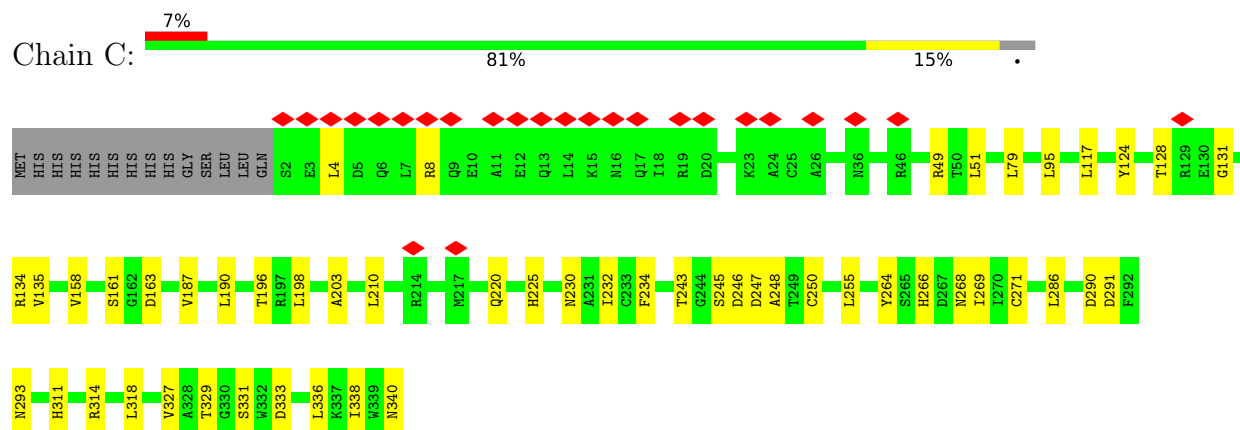 7%
Chain C:
81% 15% •
MET HIS HIS HIS HIS HIS HIS HIS HIS GLY SER LEU LEU GLN S2 E3 L4 D5 Q6 L7 R8 Q9 E10 A11 E12 Q13 L14 K15 N16 Q17 I18 R19 D20 K23 A24 C25 A26 N36 R46 R49 T50 L51 L79 L95 L117 Y124 T128 R129 E130 G131
R134 V135 V158 S161 G162 D163 V187 L190 T196 R197 L198 A203 L210 R214 M217 Q220 H225 N230 A231 I232 C233 F234 T243 G244 S245 D246 D247 A248 T249 C250 L255 Y264 S265 H266 D267 N268 I269 I270 C271 L286 D290 D291 F292
N293 H311 R314 L318 V327 A328 T329 G330 S331 W332 D333 L336 K337 I338 W339 N340